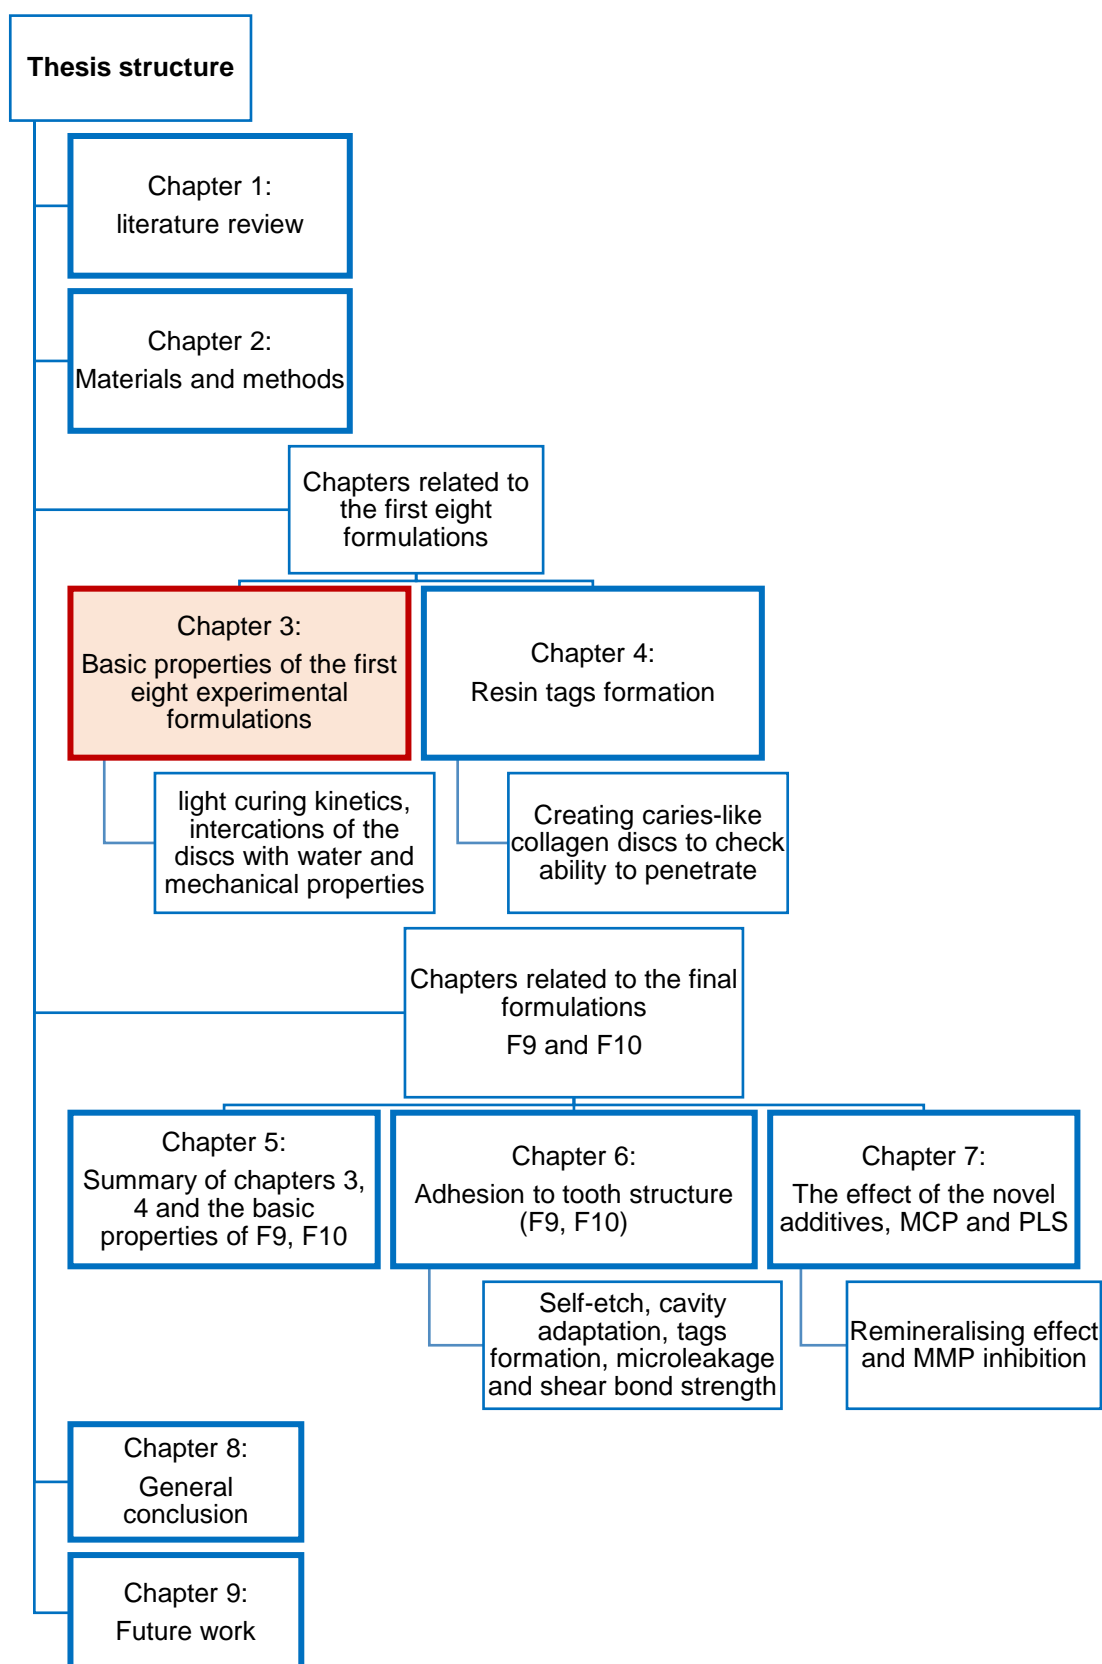 Thesis structure
Chapter 1:
literature review
Chapter 2:
Materials and methods
Chapters related to
the first eight
formulations
Chapter 3:
Basic properties of the first
eight experimental
formulations
Chapter 4:
Resin tags formation
light curing kinetics,
intercations of the
discs with water and
mechanical properties
Creating caries-like
collagen discs to check
ability to penetrate
Chapters related to the final
formulations
F9 and F10
Chapter 5:
Summary of chapters 3,
4 and the basic
properties of F9, F10
Chapter 6:
Adhesion to tooth structure
(F9, F10)
Chapter 7:
The effect of the novel
additives, MCP and PLS
Self-etch, cavity
adaptation, tags
formation, microleakage
and shear bond strength
Remineralising effect
and MMP inhibition
Chapter 8:
General
conclusion
Chapter 9:
Future work